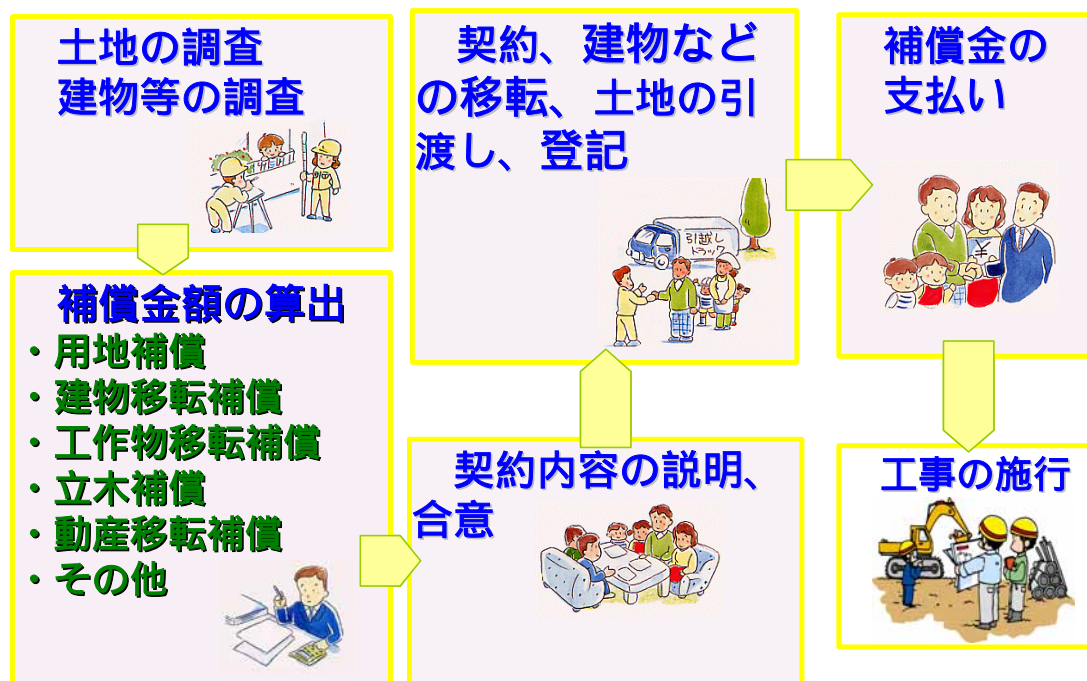 土地の調査
建物等の調査
補償金額の算出
・用地補償
・建物移転補償
・工作物移転補償
・立木補償
・動産移転補償
・その他
契約内容の説明、
合意
契約、建物など
の移転、土地の引
渡し、登記
引越し
トラック
補償金の
支払い
¥
工事の施行